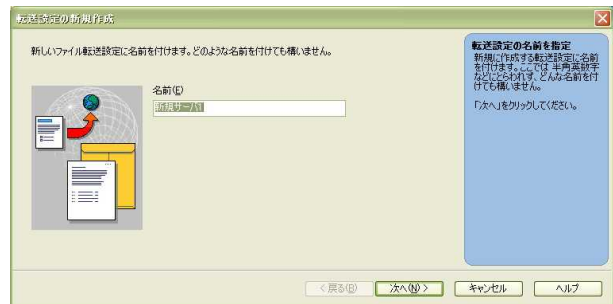 転送設定の新規作成
新しいファイル転送設定に名前を付けます。どのような名前を付けても構いません。
名前(E)
新規サーバ1
転送設定の名前を指定
新規に作成する転送設定に名前
を付けます。ここでは 半角英数字
などにとらわれず、どんな名前を付
けても構いません。
「次へ」をクリックしてください。
< 戻る(B)
次へ(N) >
キャンセル
ヘルプ